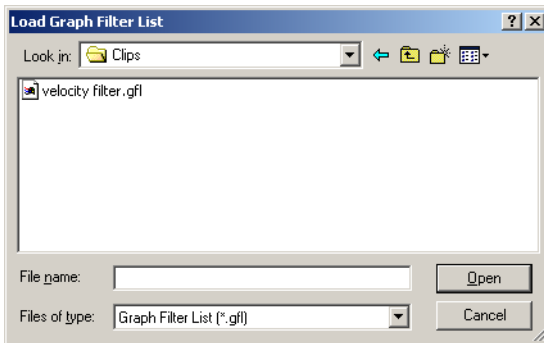 Load Graph Filter List
Look in: Clips
velocity filter.gfl
File name:
Open
Files of type: Graph Filter List (*.gfl)
Cancel